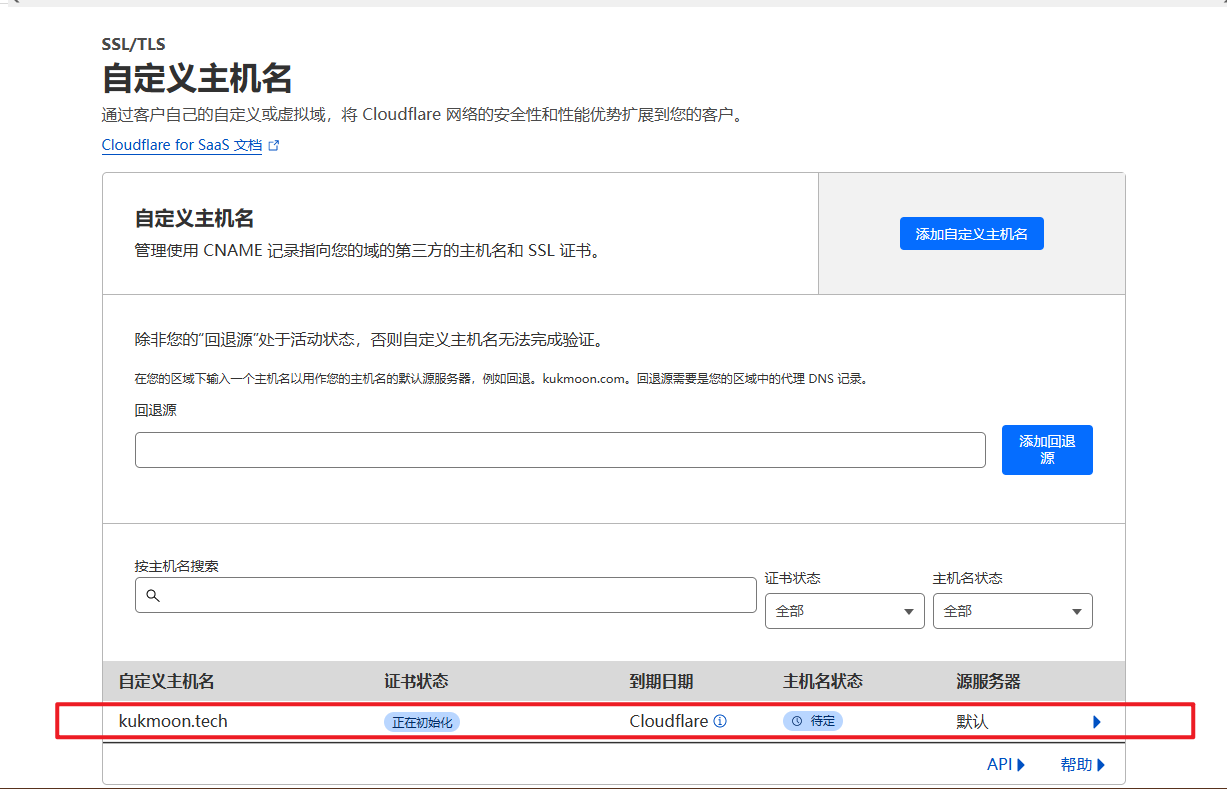 SSL/TLS
自定义主机名
通过客户自己的自定义或虚拟域，将 Cloudflare 网络的安全性和性能优势扩展到您的客户。
Cloudflare for SaaS 文档
自定义主机名
管理使用 CNAME 记录指向您的域的第三方的主机名和 SSL 证书。
添加自定义主机名
除非您的“回退源”处于活动状态，否则自定义主机名无法完成验证。
在您的区域下输入一个主机名以用作您的主机名的默认源服务器，例如回退。kukmoon.com。回退源需要是您的区域中的代理 DNS 记录。
回退源
添加回退
源
按主机名搜索
证书状态
主机名状态
全部
全部
自定义主机名 证书状态 到期日期 主机名状态 源服务器
kukmoon.tech 正在初始化 Cloudflare 待定 默认
API 帮助